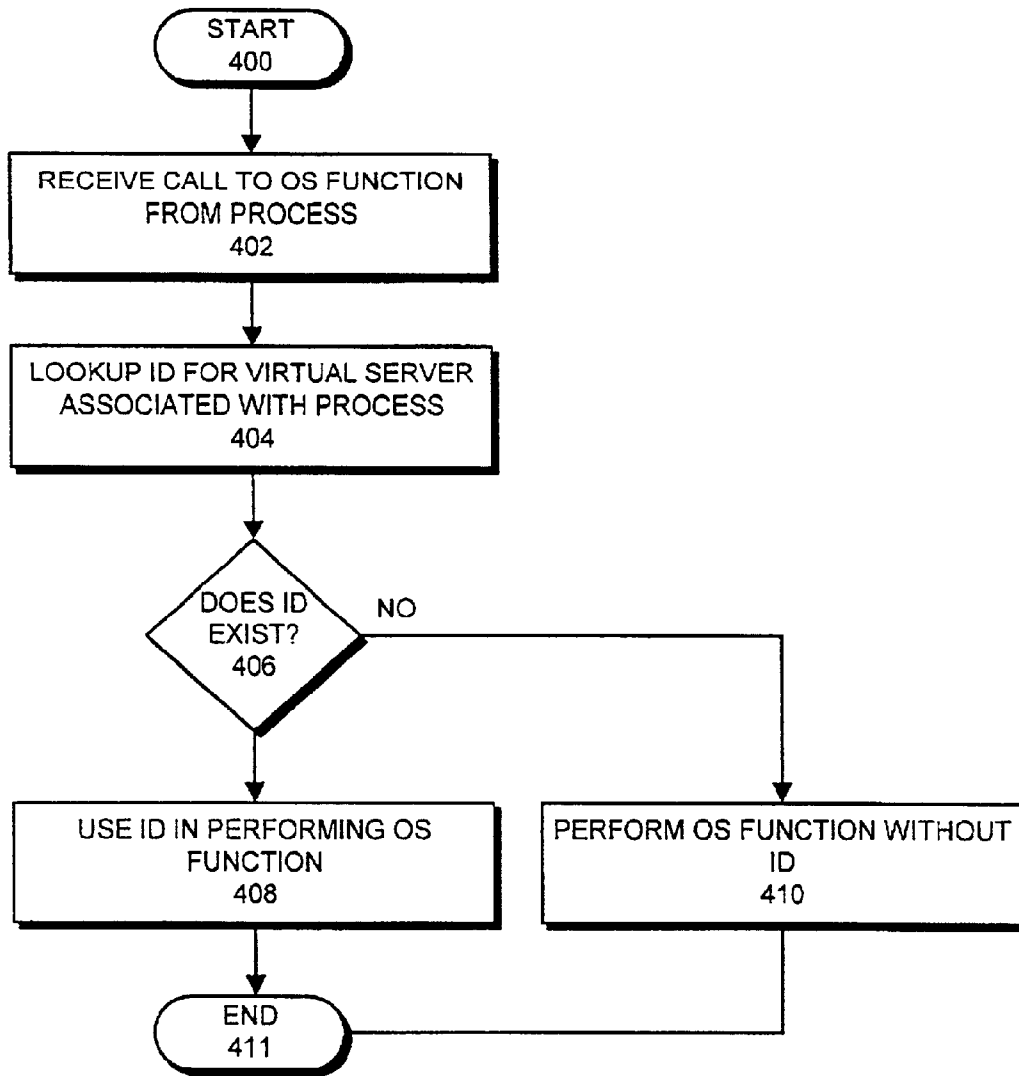 START
400
RECEIVE CALL TO OS FUNCTION
FROM PROCESS
402
LOOKUP ID FOR VIRTUAL SERVER
ASSOCIATED WITH PROCESS
404
DOES ID
EXIST?
406
NO
USE ID IN PERFORMING OS
FUNCTION
408
PERFORM OS FUNCTION WITHOUT
ID
410
END
411